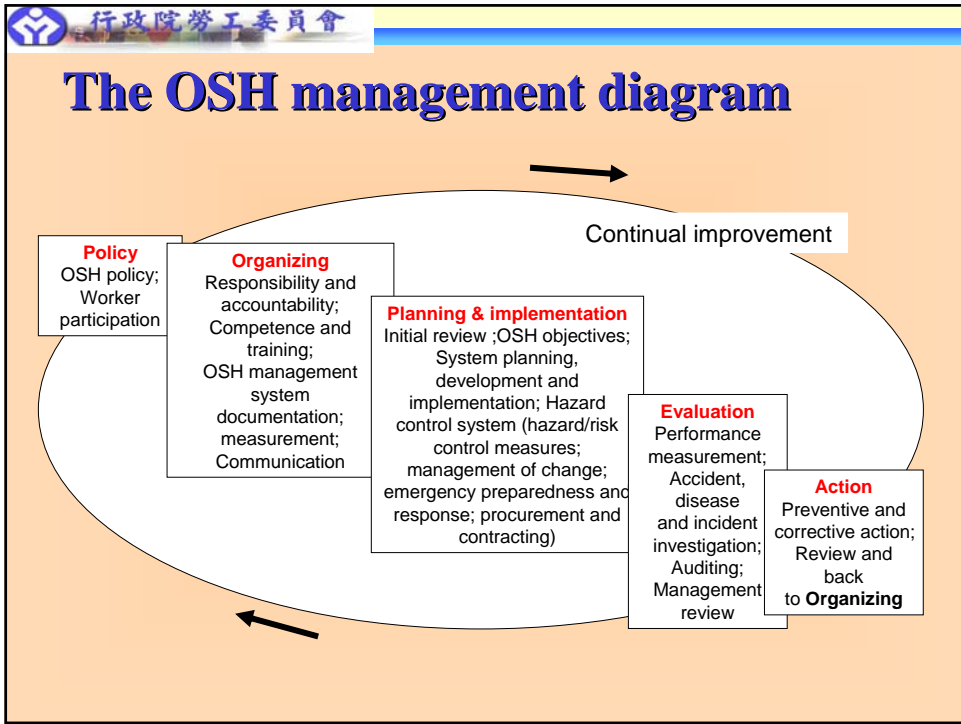 行政院勞工委員會
The OSH management diagram
Continual improvement
Policy
OSH policy;
Worker
participation
Organizing
Responsibility and
accountability;
Competence and
training;
OSH management
system
documentation;
measurement;
Communication
Planning & implementation
Initial review ;OSH objectives;
System planning,
development and
implementation; Hazard
control system (hazard/risk
control measures;
management of change;
emergency preparedness and
response; procurement and
contracting)
Evaluation
Performance
measurement;
Accident,
disease
and incident
investigation;
Auditing;
Management
review
Action
Preventive and
corrective action;
Review and
back
to Organizing